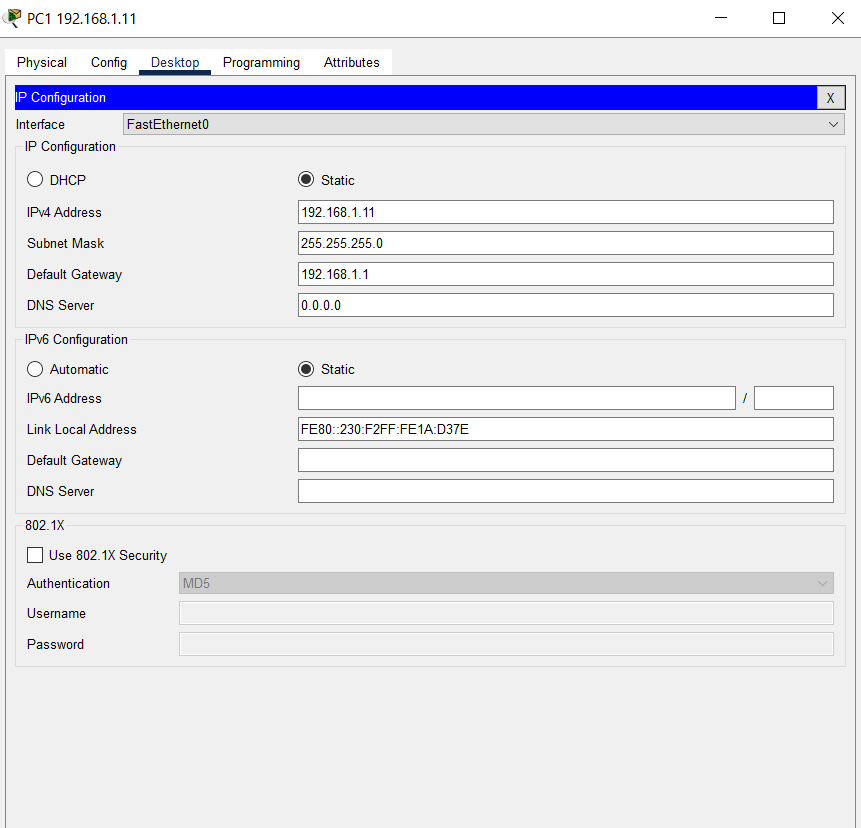 PC1 192.168.1.11
Physical Config Desktop Programming Attributes
IP Configuration X
Interface FastEthernet0
IP Configuration
DHCP Static
IPv4 Address 192.168.1.11
Subnet Mask 255.255.255.0
Default Gateway 192.168.1.1
DNS Server 0.0.0.0
IPv6 Configuration
Automatic Static
IPv6 Address /
Link Local Address FE80::230:F2FF:FE1A:D37E
Default Gateway
DNS Server
802.1X
Use 802.1X Security
Authentication MD5
Username
Password